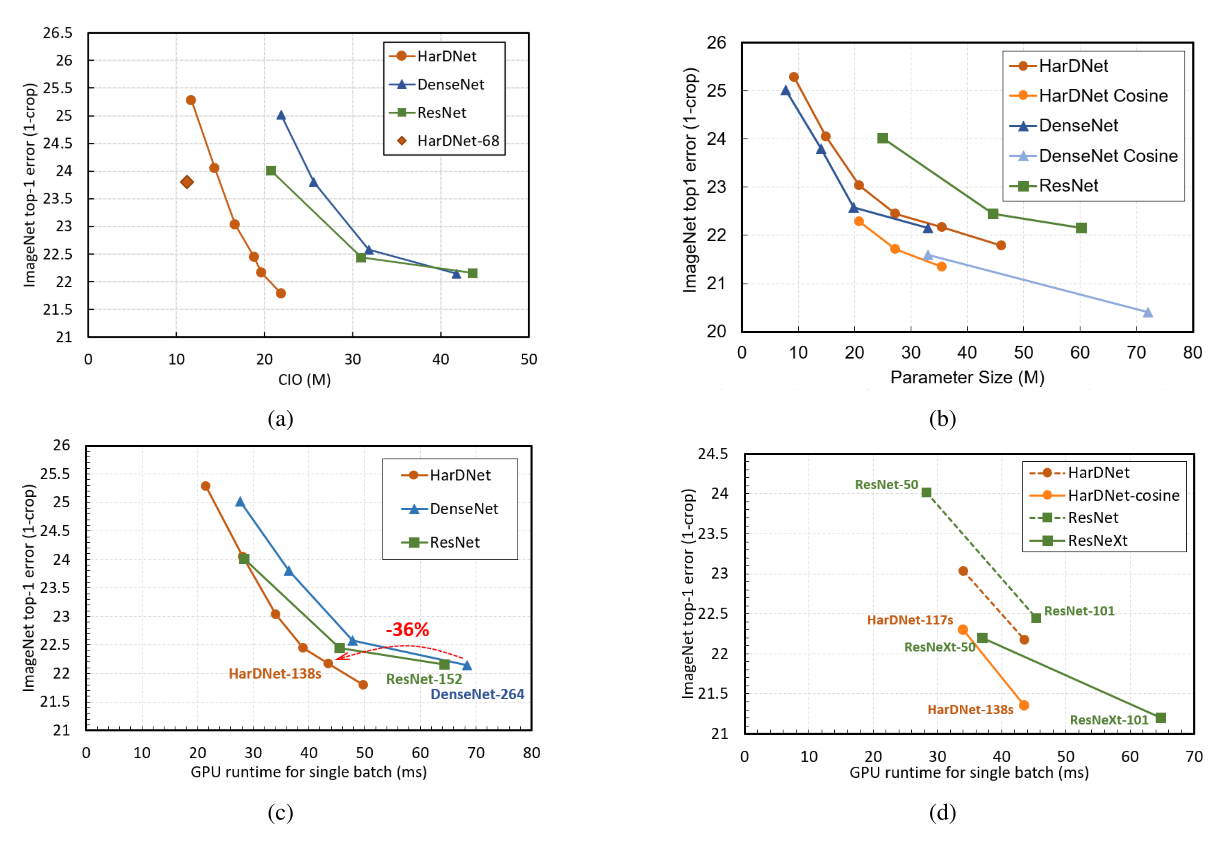 26.5
26
25.5
25
24.5
24
23.5
23
22.5
22
21.5
21
ImageNet top-1 error (1-crop)
0 10 20 30 40 50
CIO (M)
HarDNet
DenseNet
ResNet
HarDNet-68
(a)
26
25
24
23
22
21
20
ImageNet top1 error (1-crop)
0 10 20 30 40 50 60 70 80
Parameter Size (M)
HarDNet
HarDNet Cosine
DenseNet
DenseNet Cosine
ResNet
(b)
26
25.5
25
24.5
24
23.5
23
22.5
22
21.5
21
ImageNet top-1 error (1-crop)
0 10 20 30 40 50 60 70 80
GPU runtime for single batch (ms)
HarDNet
DenseNet
ResNet
-36%
HarDNet-138s
ResNet-152
DenseNet-264
(c)
24.5
24
23
22.5
22
21.5
21
ImageNet top-1 error (1-crop)
0 10 20 30 40 50 60 70
GPU runtime for single batch (ms)
HarDNet
HarDNet-cosine
ResNet
ResNeXt
ResNet-50
ResNet-101
HarDNet-117s
ResNeXt-50
HarDNet-138s
ResNeXt-101
(d)